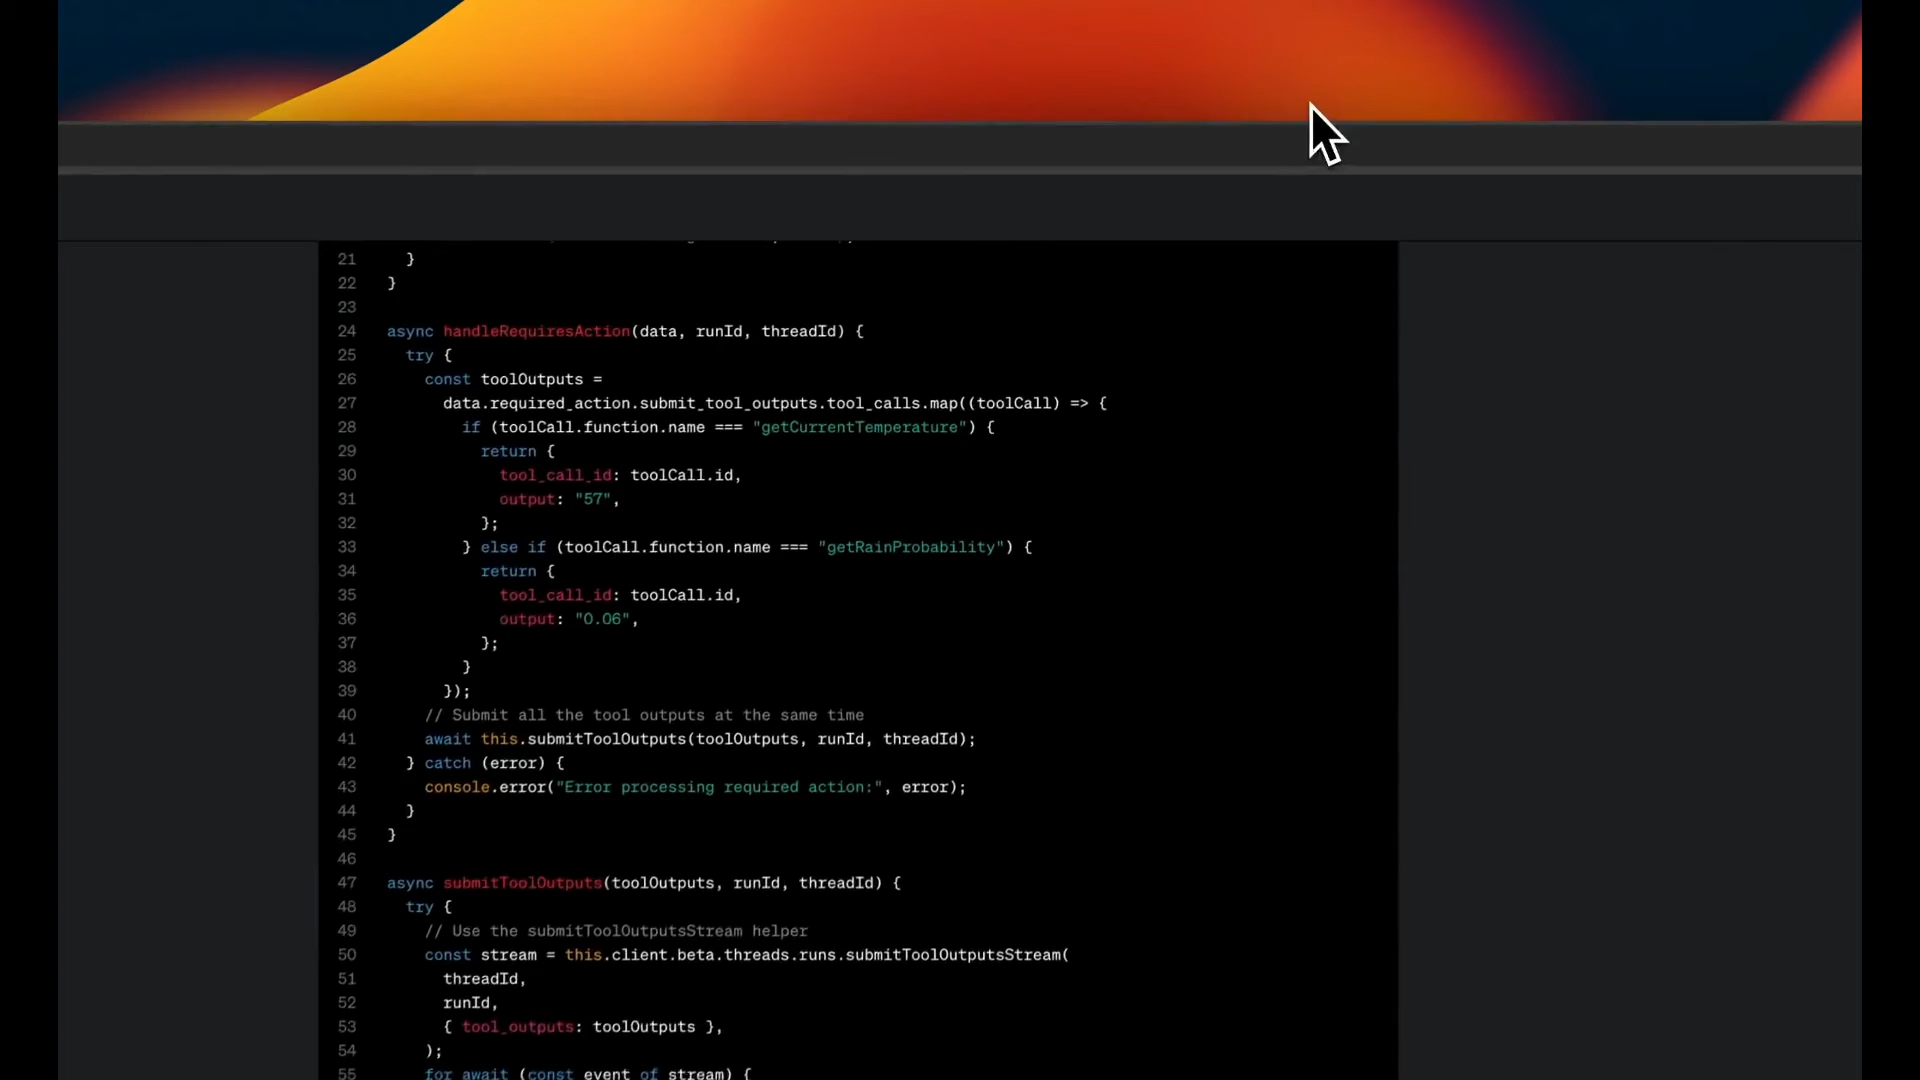 21 }
22 }
23
24 async handleRequiresAction(data, runId, threadId) {
25 try {
26 const toolOutputs =
27 data.required_action.submit_tool_outputs.tool_calls.map((toolCall) => {
28 if (toolCall.function.name === "getCurrentTemperature") {
29 return {
30 tool_call_id: toolCall.id,
31 output: "57",
32 };
33 } else if (toolCall.function.name === "getRainProbability") {
34 return {
35 tool_call_id: toolCall.id,
36 output: "0.06",
37 };
38 }
39 });
40 // Submit all the tool outputs at the same time
41 await this.submitToolOutputs(toolOutputs, runId, threadId);
42 } catch (error) {
43 console.error("Error processing required action:", error);
44 }
45 }
46
47 async submitToolOutputs(toolOutputs, runId, threadId) {
48 try {
49 // Use the submitToolOutputsStream helper
50 const stream = this.client.beta.threads.runs.submitToolOutputsStream(
51 threadId,
52 runId,
53 { tool_outputs: toolOutputs },
54 );
55 for await (const event of stream) {